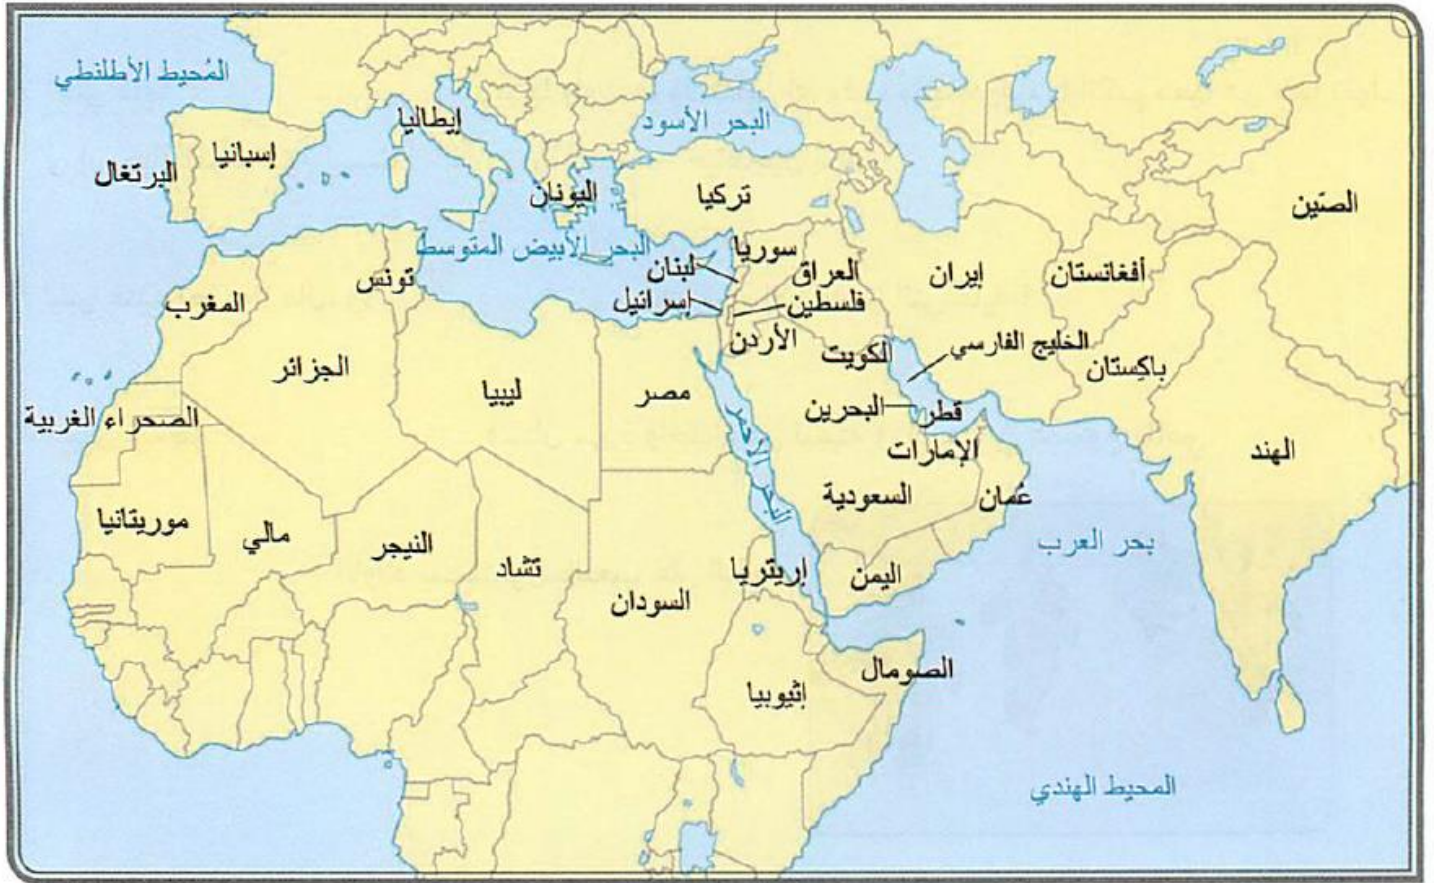 المُحيط الأطلنطي
البحر الأسود
إيطاليا
إسبانيا
البرتغال
اليونان
تركيا
الصّين
البحر الأبيض المتوسط
سوريا
لبنان
العراق
إيران
أفغانستان
تونس
المغرب
إسرائيل
فلسطين
الأردن
الكويت
الخليج الفارسي
باكِستان
الجزائر
ليبيا
مصر
البحرين
قطر
الصحراء الغربية
البحر الأحمر
الإمارات
الهند
السعودية
عُمان
موريتانيا
مالي
النيجر
تشاد
بحر العرب
إريتريا
اليمن
السودان
الصومال
إثيوبيا
المحيط الهندي